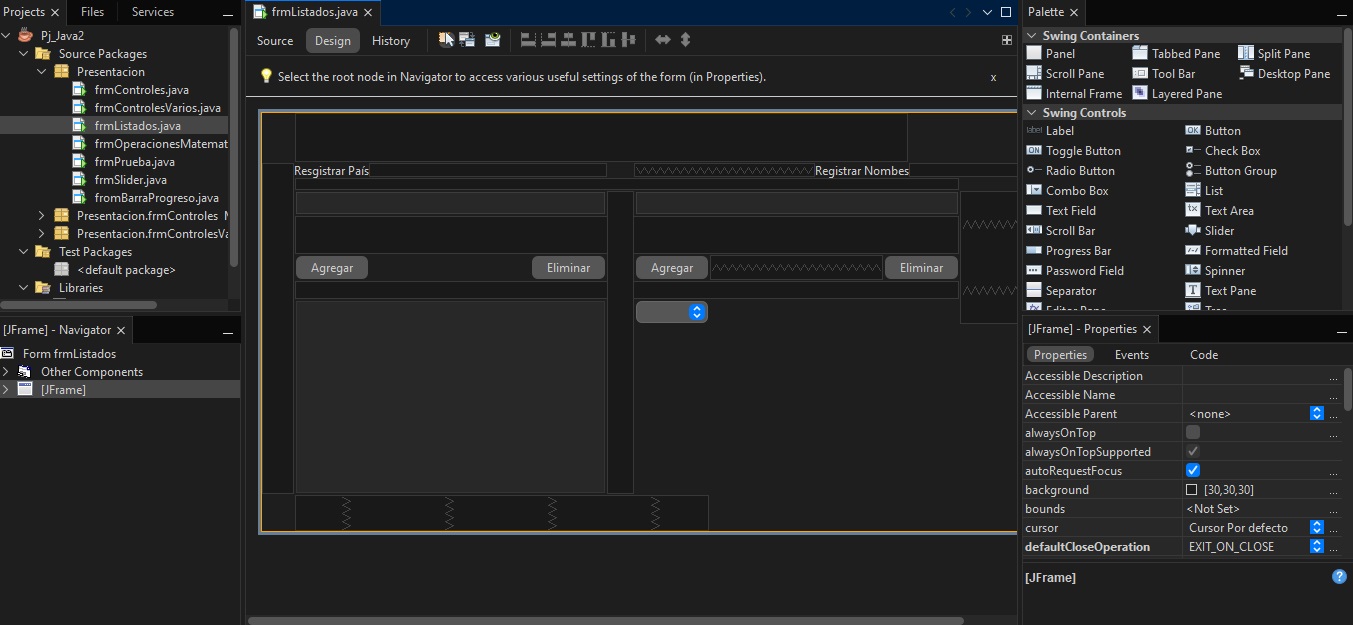 Projects
Files
Services
frmListados.java
Palette
Source
Design
History
Select the root node in Navigator to access various useful settings of the form (in Properties).
x
Pj_Java2
Source Packages
Presentacion
frmControles.java
frmControlesVarios.java
frmListados.java
frmOperacionesMatemat
frmPrueba.java
frmSlider.java
fromBarraProgreso.java
Presentacion.frmControles
Presentacion.frmControlesVa
Test Packages
<default package>
Libraries
[JFrame] - Navigator
Form frmListados
Other Components
[JFrame]
Resgistrar País
Registrar Nombes
Agregar
Eliminar
Agregar
Eliminar
Swing Containers
Panel
Tabbed Pane
Split Pane
Scroll Pane
Tool Bar
Desktop Pane
Internal Frame
Layered Pane
Swing Controls
label
Label
OK
Button
ON
Toggle Button
Check Box
Radio Button
Button Group
Combo Box
List
Text Field
Text Area
Scroll Bar
Slider
Progress Bar
Formatted Field
Password Field
Spinner
Separator
Text Pane
[JFrame] - Properties
Properties
Events
Code
Accessible Description
...
Accessible Name
...
Accessible Parent
<none>
...
alwaysOnTop
...
alwaysOnTopSupported
...
autoRequestFocus
...
background
[30,30,30]
...
bounds
<Not Set>
...
cursor
Cursor Por defecto
...
defaultCloseOperation
EXIT_ON_CLOSE
...
[JFrame]
?